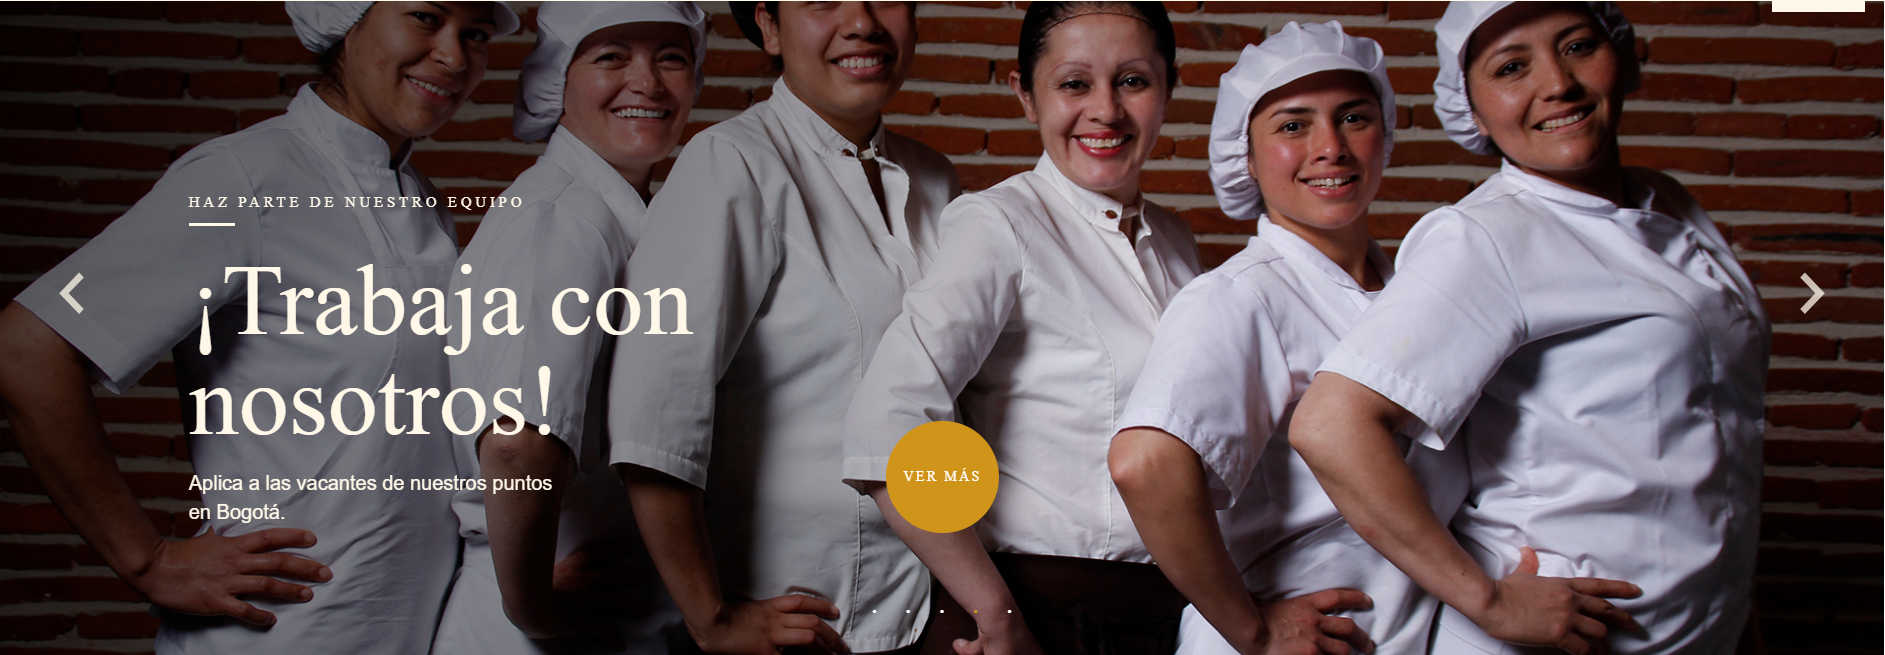 HAZ PARTE DE NUESTRO EQUIPO
¡Trabaja con
nosotros!
Aplica a las vacantes de nuestros puntos
en Bogotá.
VER MÁS